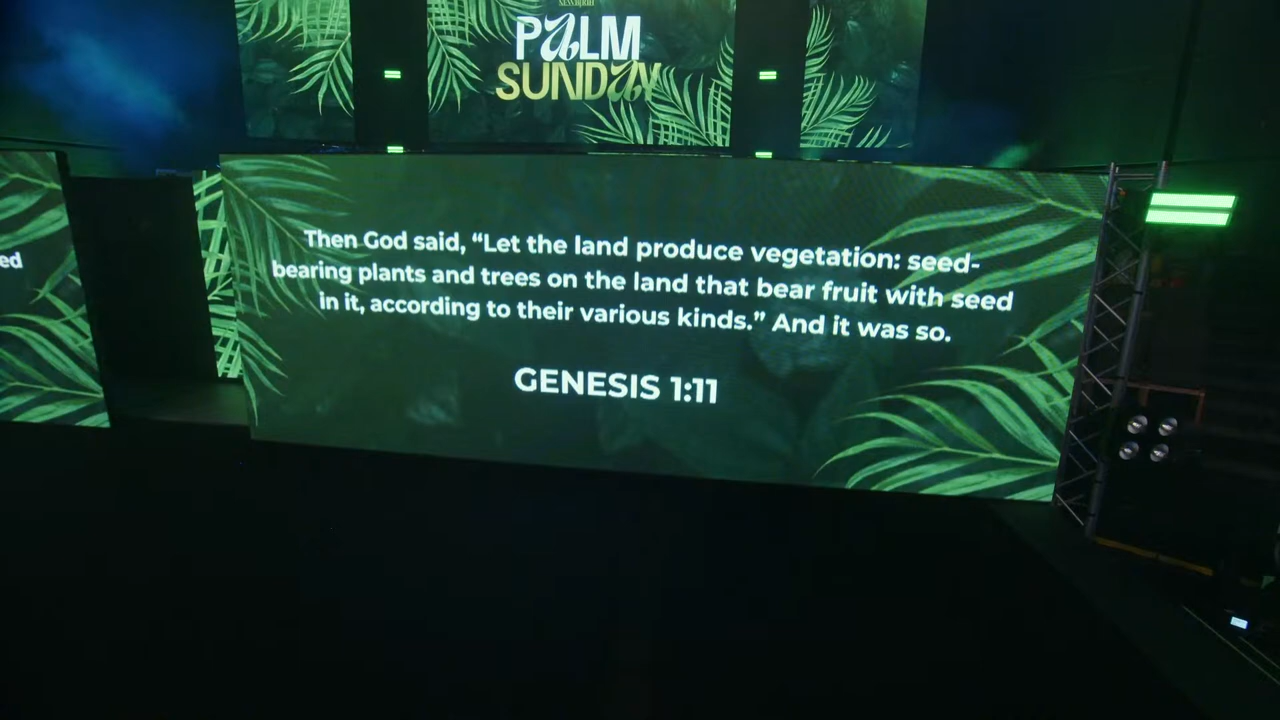 PALM
SUNDAY
ed
Then God said, “Let the land produce vegetation: seed-
bearing plants and trees on the land that bear fruit with seed
in it, according to their various kinds.” And it was so.
GENESIS 1:11